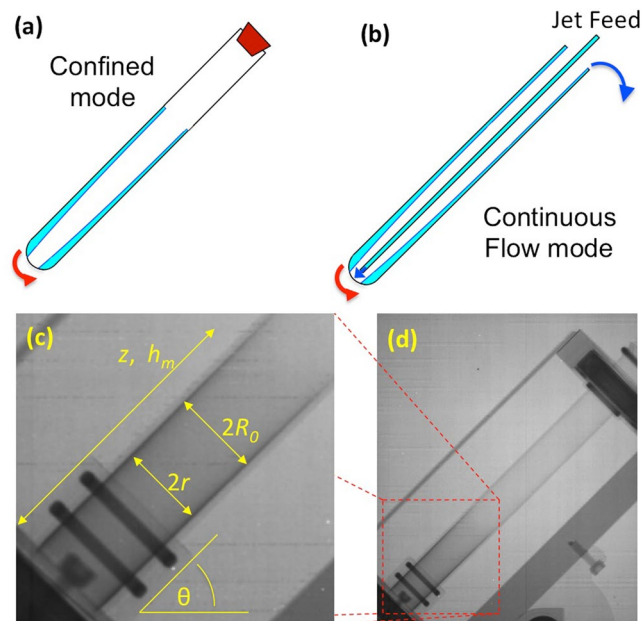 (a)
Confined
mode
(b)
Jet Feed
Continuous
Flow mode
(c)
z, hm
2R0
2r
θ
(d)